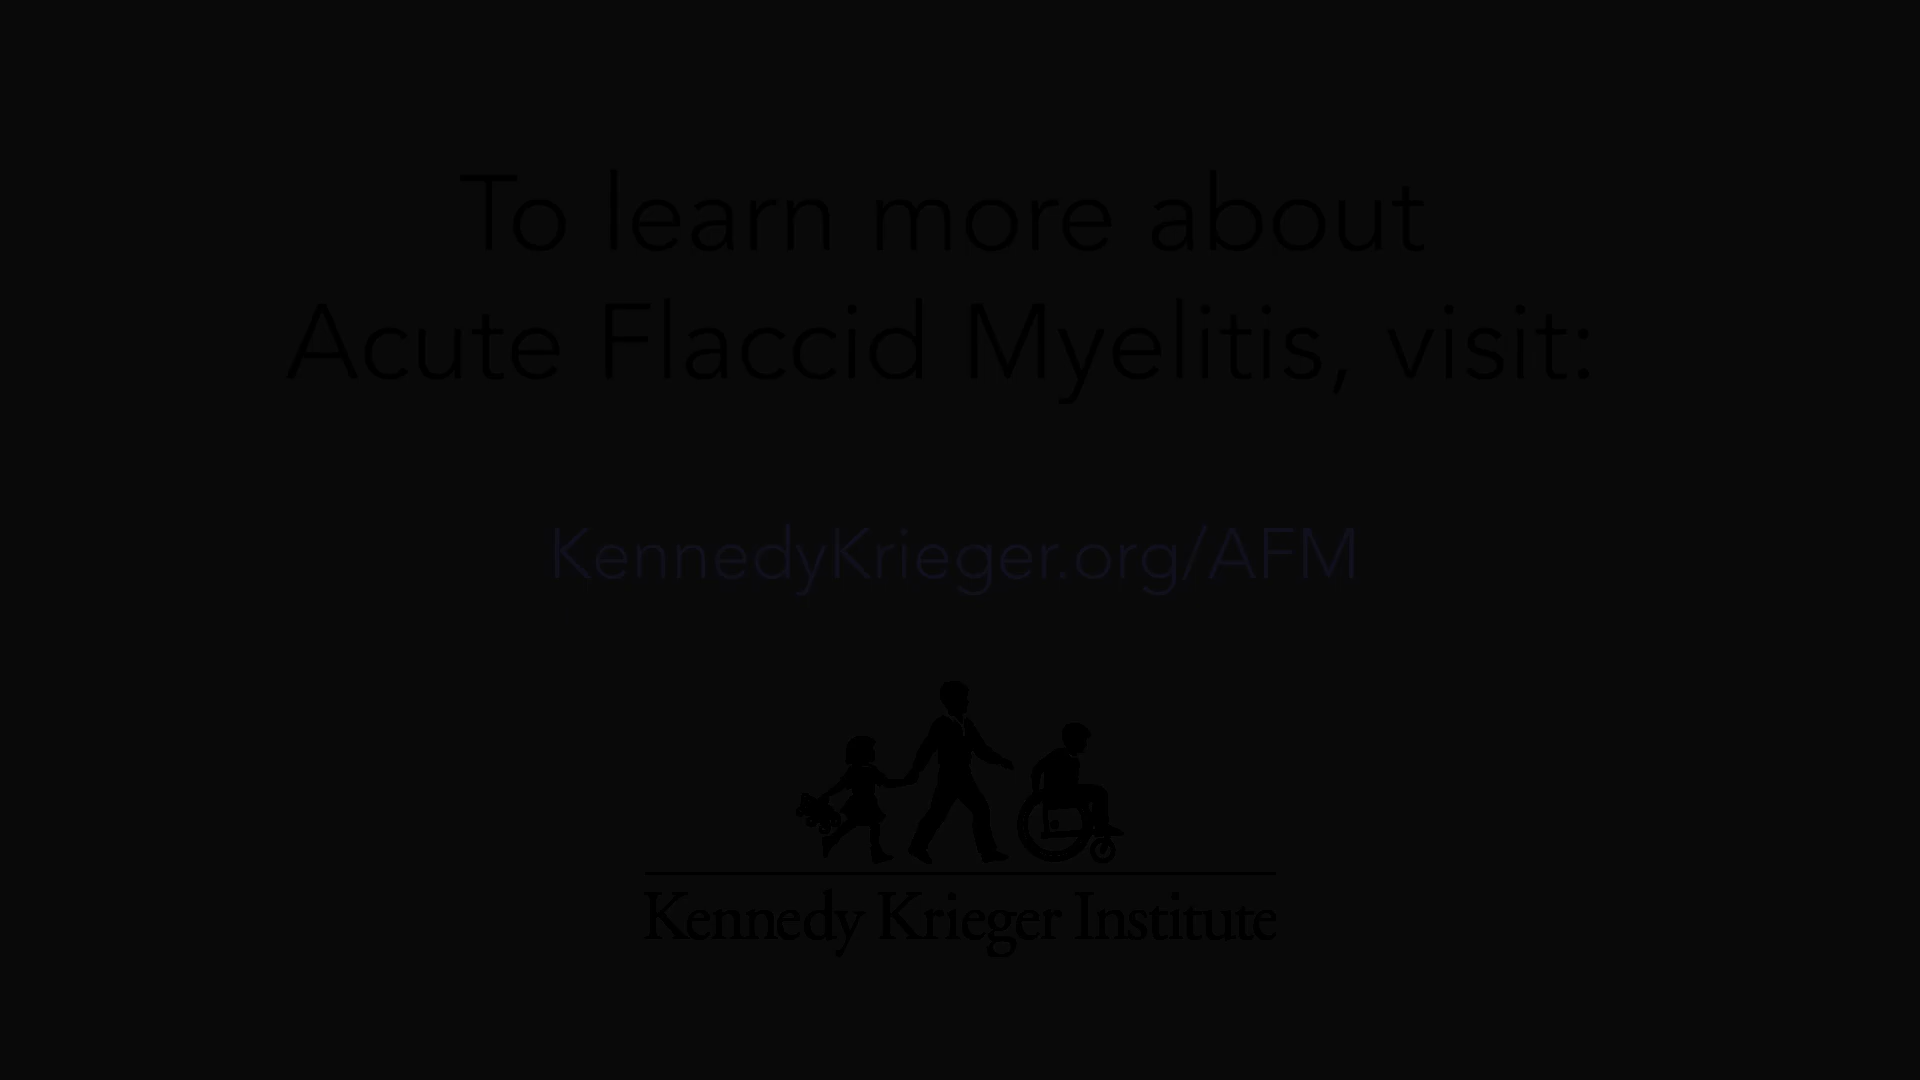 To learn more about
Acute Flaccid Myelitis, visit:
KennedyKrieger.org/AFM
Kennedy Krieger Institute